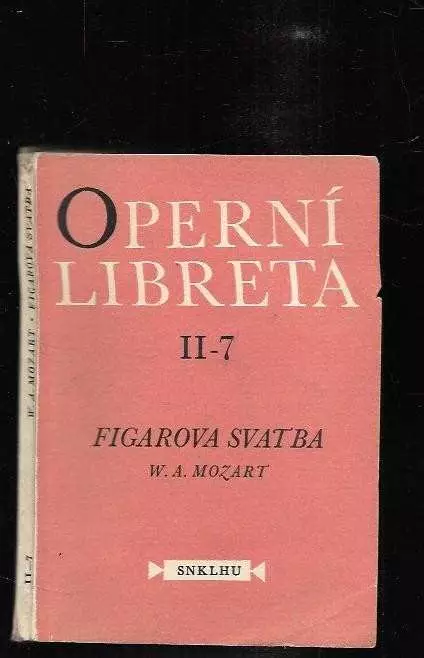 OPERNÍ
LIBRETA
II-7
FIGAROVA SVATBA
W. A. MOZART
SNKLHU
W. A. MOZART • FIGAROVA SVATBA
II-7